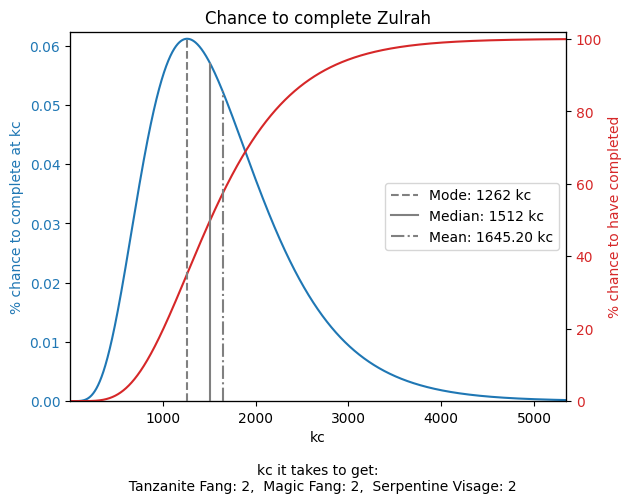 Chance to complete Zulrah
% chance to complete at kc
0.06
0.05
0.04
0.03
0.02
0.01
0.00
100
80
60
40
20
0
% chance to have completed
Mode: 1262 kc
Median: 1512 kc
Mean: 1645.20 kc
1000 2000 3000 4000 5000
kc
kc it takes to get:
Tanzanite Fang: 2, Magic Fang: 2, Serpentine Visage: 2